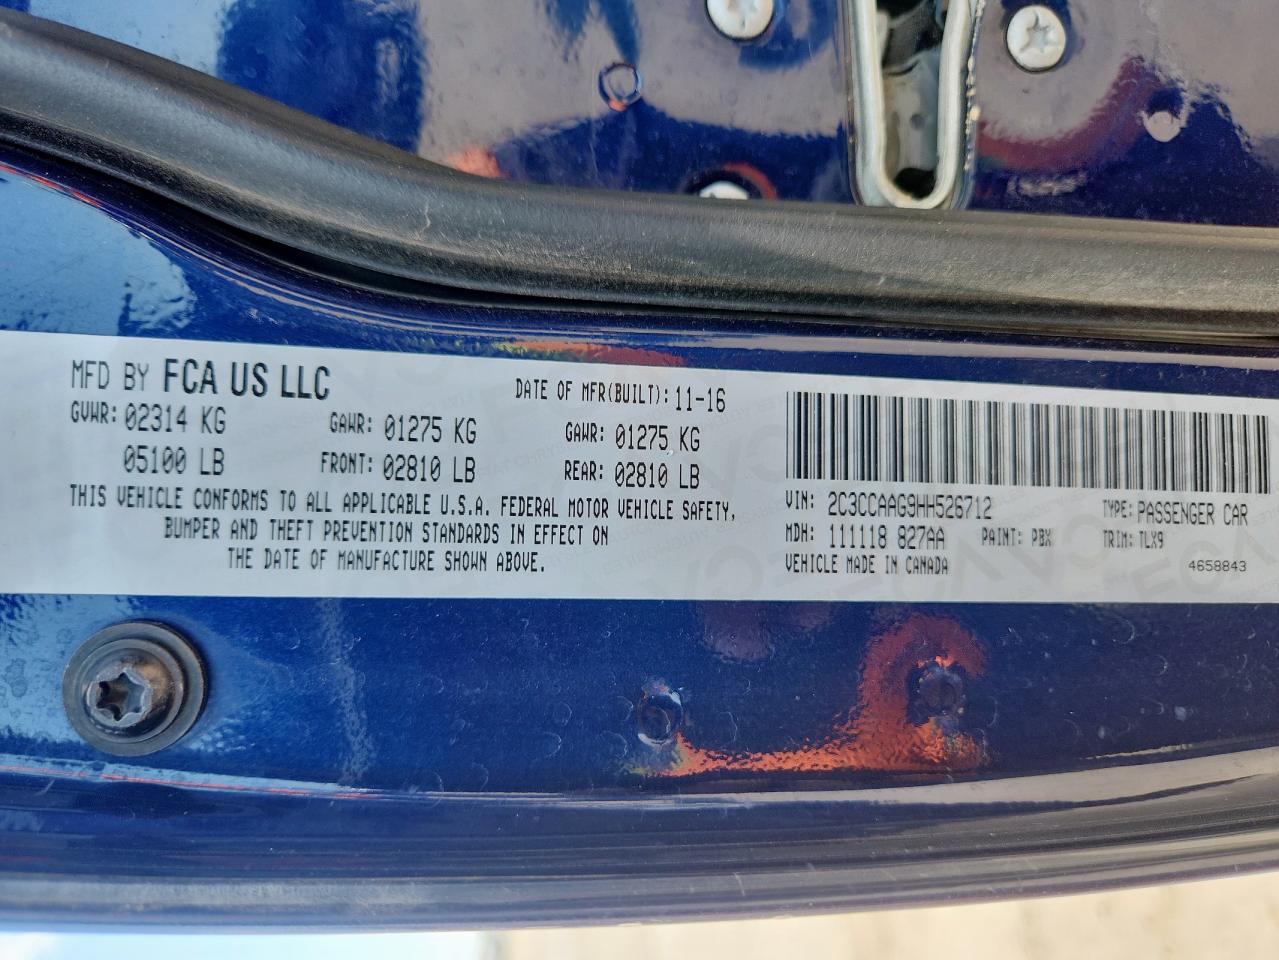 MFD BY FCA US LLC
DATE OF MFR(BUILT): 11-16
GVWR: 02314 KG
GAWR: 01275 KG
GAWR: 01275 KG
05100 LB
FRONT: 02810 LB
REAR: 02810 LB
THIS VEHICLE CONFORMS TO ALL APPLICABLE U.S.A. FEDERAL MOTOR VEHICLE SAFETY,
BUMPER AND THEFT PREVENTION STANDARDS IN EFFECT ON
THE DATE OF MANUFACTURE SHOWN ABOVE.
VIN: 2C3CCAAG9HH526712
TYPE: PASSENGER CAR
MDH: 111118 827AA
PAINT: PBX
TRIM: TLX9
VEHICLE MADE IN CANADA
4658843